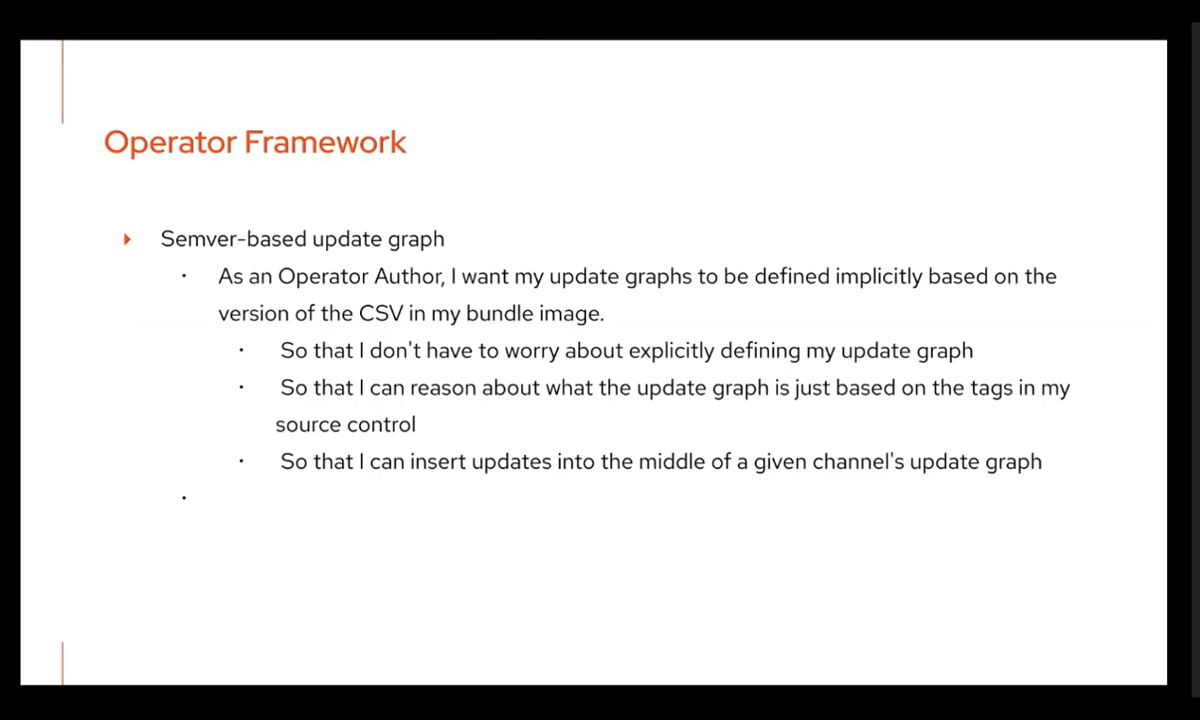 Operator Framework
Semver-based update graph
As an Operator Author, I want my update graphs to be defined implicitly based on the
version of the CSV in my bundle image.
So that I don't have to worry about explicitly defining my update graph
So that I can reason about what the update graph is just based on the tags in my
source control
So that I can insert updates into the middle of a given channel's update graph